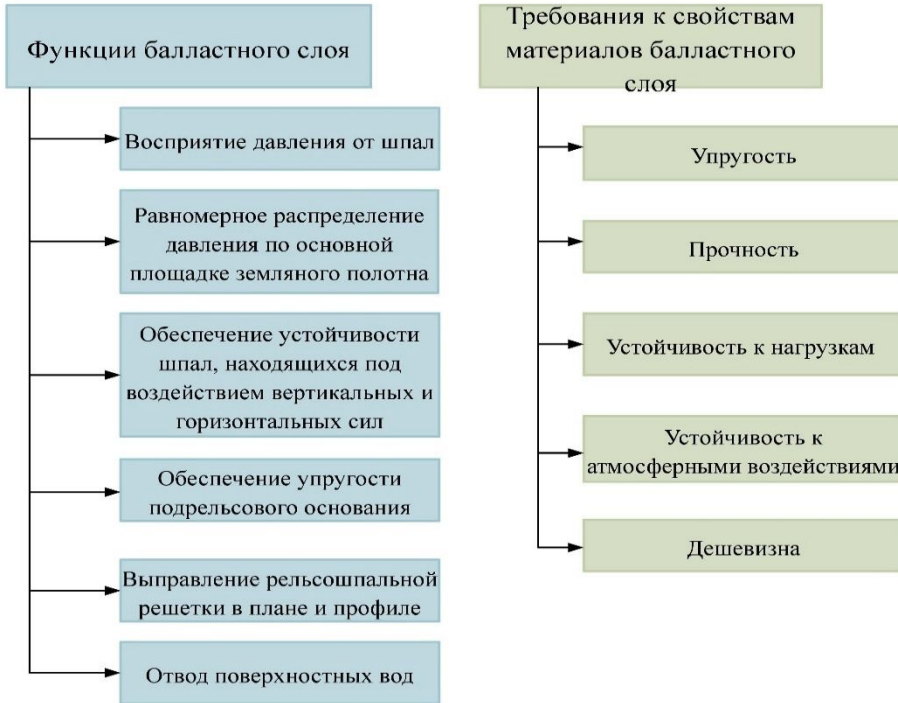 Функции балластного слоя
Восприятие давления от шпал
Равномерное распределение
давления по основной
площадке земляного полотна
Обеспечение устойчивости
шпал, находящихся под
воздействием вертикальных и
горизонтальных сил
Обеспечение упругости
подрельсового основания
Выправление рельсошпальной
решетки в плане и профиле
Отвод поверхностных вод
Требования к свойствам
материалов балластного
слоя
Упругость
Прочность
Устойчивость к нагрузкам
Устойчивость к
атмосферными воздействиями
Дешевизна